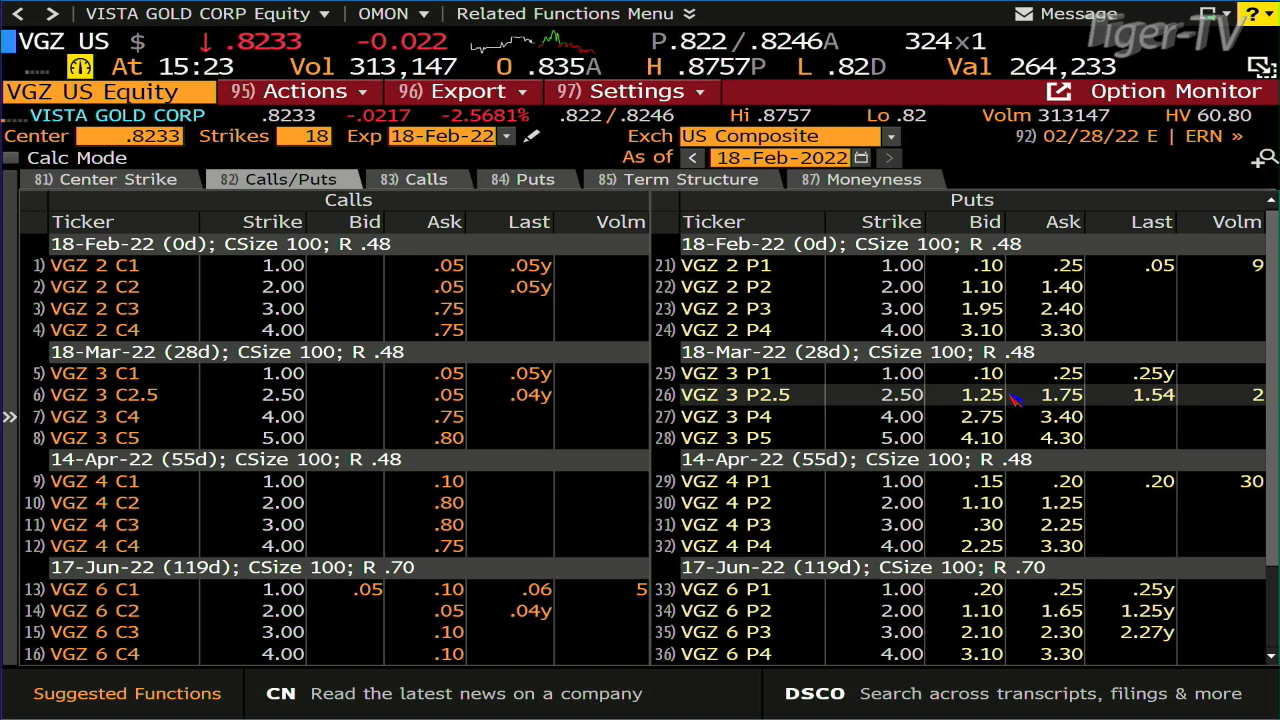 VISTA GOLD CORP Equity OMON Related Functions Menu Message ?
Tiger-TV
VGZ US $ .8233 -0.022 P.822 /.8246A 324x1
At 15:23 Vol 313,147 O .835A H .8757P L .82D Val 264,233
VGZ US Equity 95) Actions 96) Export 97) Settings Option Monitor
VISTA GOLD CORP .8233 -.0217 -2.5681% .822 /.8246 Hi .8757 Lo .82 Volm 313147 HV 60.80
Center .8233 Strikes 18 Exp 18-Feb-22 Exch US Composite 92) 02/28/22 E | ERN »
Calc Mode As of < 18-Feb-2022 >
81) Center Strike 82) Calls/Puts 83) Calls 84) Puts 85) Term Structure 87) Moneyness
Calls Puts
Ticker Strike Bid Ask Last Volm Ticker Strike Bid Ask Last Volm
18-Feb-22 (0d); CSize 100; R .48 18-Feb-22 (0d); CSize 100; R .48
1) VGZ 2 C1 1.00 .05 .05y 21) VGZ 2 P1 1.00 .10 .25 .05 9
2) VGZ 2 C2 2.00 .05 .05y 22) VGZ 2 P2 2.00 1.10 1.40
3) VGZ 2 C3 3.00 .75 23) VGZ 2 P3 3.00 1.95 2.40
4) VGZ 2 C4 4.00 .75 24) VGZ 2 P4 4.00 3.10 3.30
18-Mar-22 (28d); CSize 100; R .48 18-Mar-22 (28d); CSize 100; R .48
5) VGZ 3 C1 1.00 .05 .05y 25) VGZ 3 P1 1.00 .10 .25 .25y
6) VGZ 3 C2.5 2.50 .05 .04y 26) VGZ 3 P2.5 2.50 1.25 1.75 1.54 2
7) VGZ 3 C4 4.00 .75 27) VGZ 3 P4 4.00 2.75 3.40
8) VGZ 3 C5 5.00 .80 28) VGZ 3 P5 5.00 4.10 4.30
14-Apr-22 (55d); CSize 100; R .48 14-Apr-22 (55d); CSize 100; R .48
9) VGZ 4 C1 1.00 .10 29) VGZ 4 P1 1.00 .15 .20 .20 30
10) VGZ 4 C2 2.00 .80 30) VGZ 4 P2 2.00 1.10 1.25
11) VGZ 4 C3 3.00 .80 31) VGZ 4 P3 3.00 .30 2.25
12) VGZ 4 C4 4.00 .75 32) VGZ 4 P4 4.00 2.25 3.30
17-Jun-22 (119d); CSize 100; R .70 17-Jun-22 (119d); CSize 100; R .70
13) VGZ 6 C1 1.00 .05 .10 .06 5 33) VGZ 6 P1 1.00 .20 .25 .25y
14) VGZ 6 C2 2.00 .05 .04y 34) VGZ 6 P2 2.00 1.10 1.65 1.25y
15) VGZ 6 C3 3.00 .10 35) VGZ 6 P3 3.00 2.10 2.30 2.27y
16) VGZ 6 C4 4.00 .10 36) VGZ 6 P4 4.00 3.10 3.30
Suggested Functions CN Read the latest news on a company DSCO Search across transcripts, filings & more